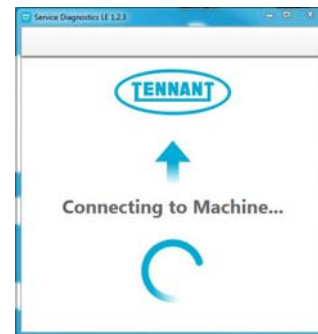 Service Diagnostics LE 1.2.3
TENNANT
Connecting to Machine...